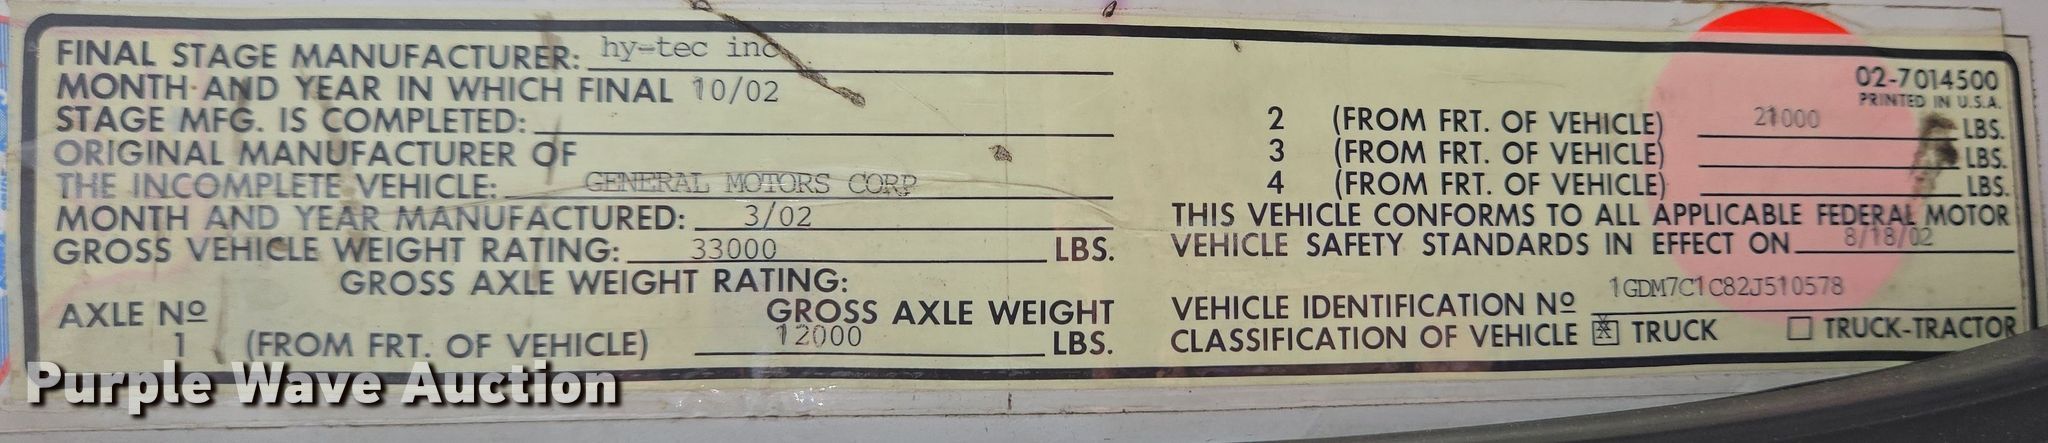 FINAL STAGE MANUFACTURER: hy-tec inc
MONTH AND YEAR IN WHICH FINAL 10/02
STAGE MFG. IS COMPLETED:
ORIGINAL MANUFACTURER OF
THE INCOMPLETE VEHICLE: GENERAL MOTORS CORP
MONTH AND YEAR MANUFACTURED: 3/02
GROSS VEHICLE WEIGHT RATING: 33000 LBS.
GROSS AXLE WEIGHT RATING:
AXLE Nº GROSS AXLE WEIGHT
1 (FROM FRT. OF VEHICLE) 12000 LBS.
02-7014500
PRINTED IN U.S.A.
2 (FROM FRT. OF VEHICLE) 21000 LBS.
3 (FROM FRT. OF VEHICLE) LBS.
4 (FROM FRT. OF VEHICLE) LBS.
THIS VEHICLE CONFORMS TO ALL APPLICABLE FEDERAL MOTOR
VEHICLE SAFETY STANDARDS IN EFFECT ON 8/18/02
VEHICLE IDENTIFICATION Nº 1GDM7C1C82J510578
CLASSIFICATION OF VEHICLE ☒ TRUCK ☐ TRUCK-TRACTOR
Purple Wave Auction